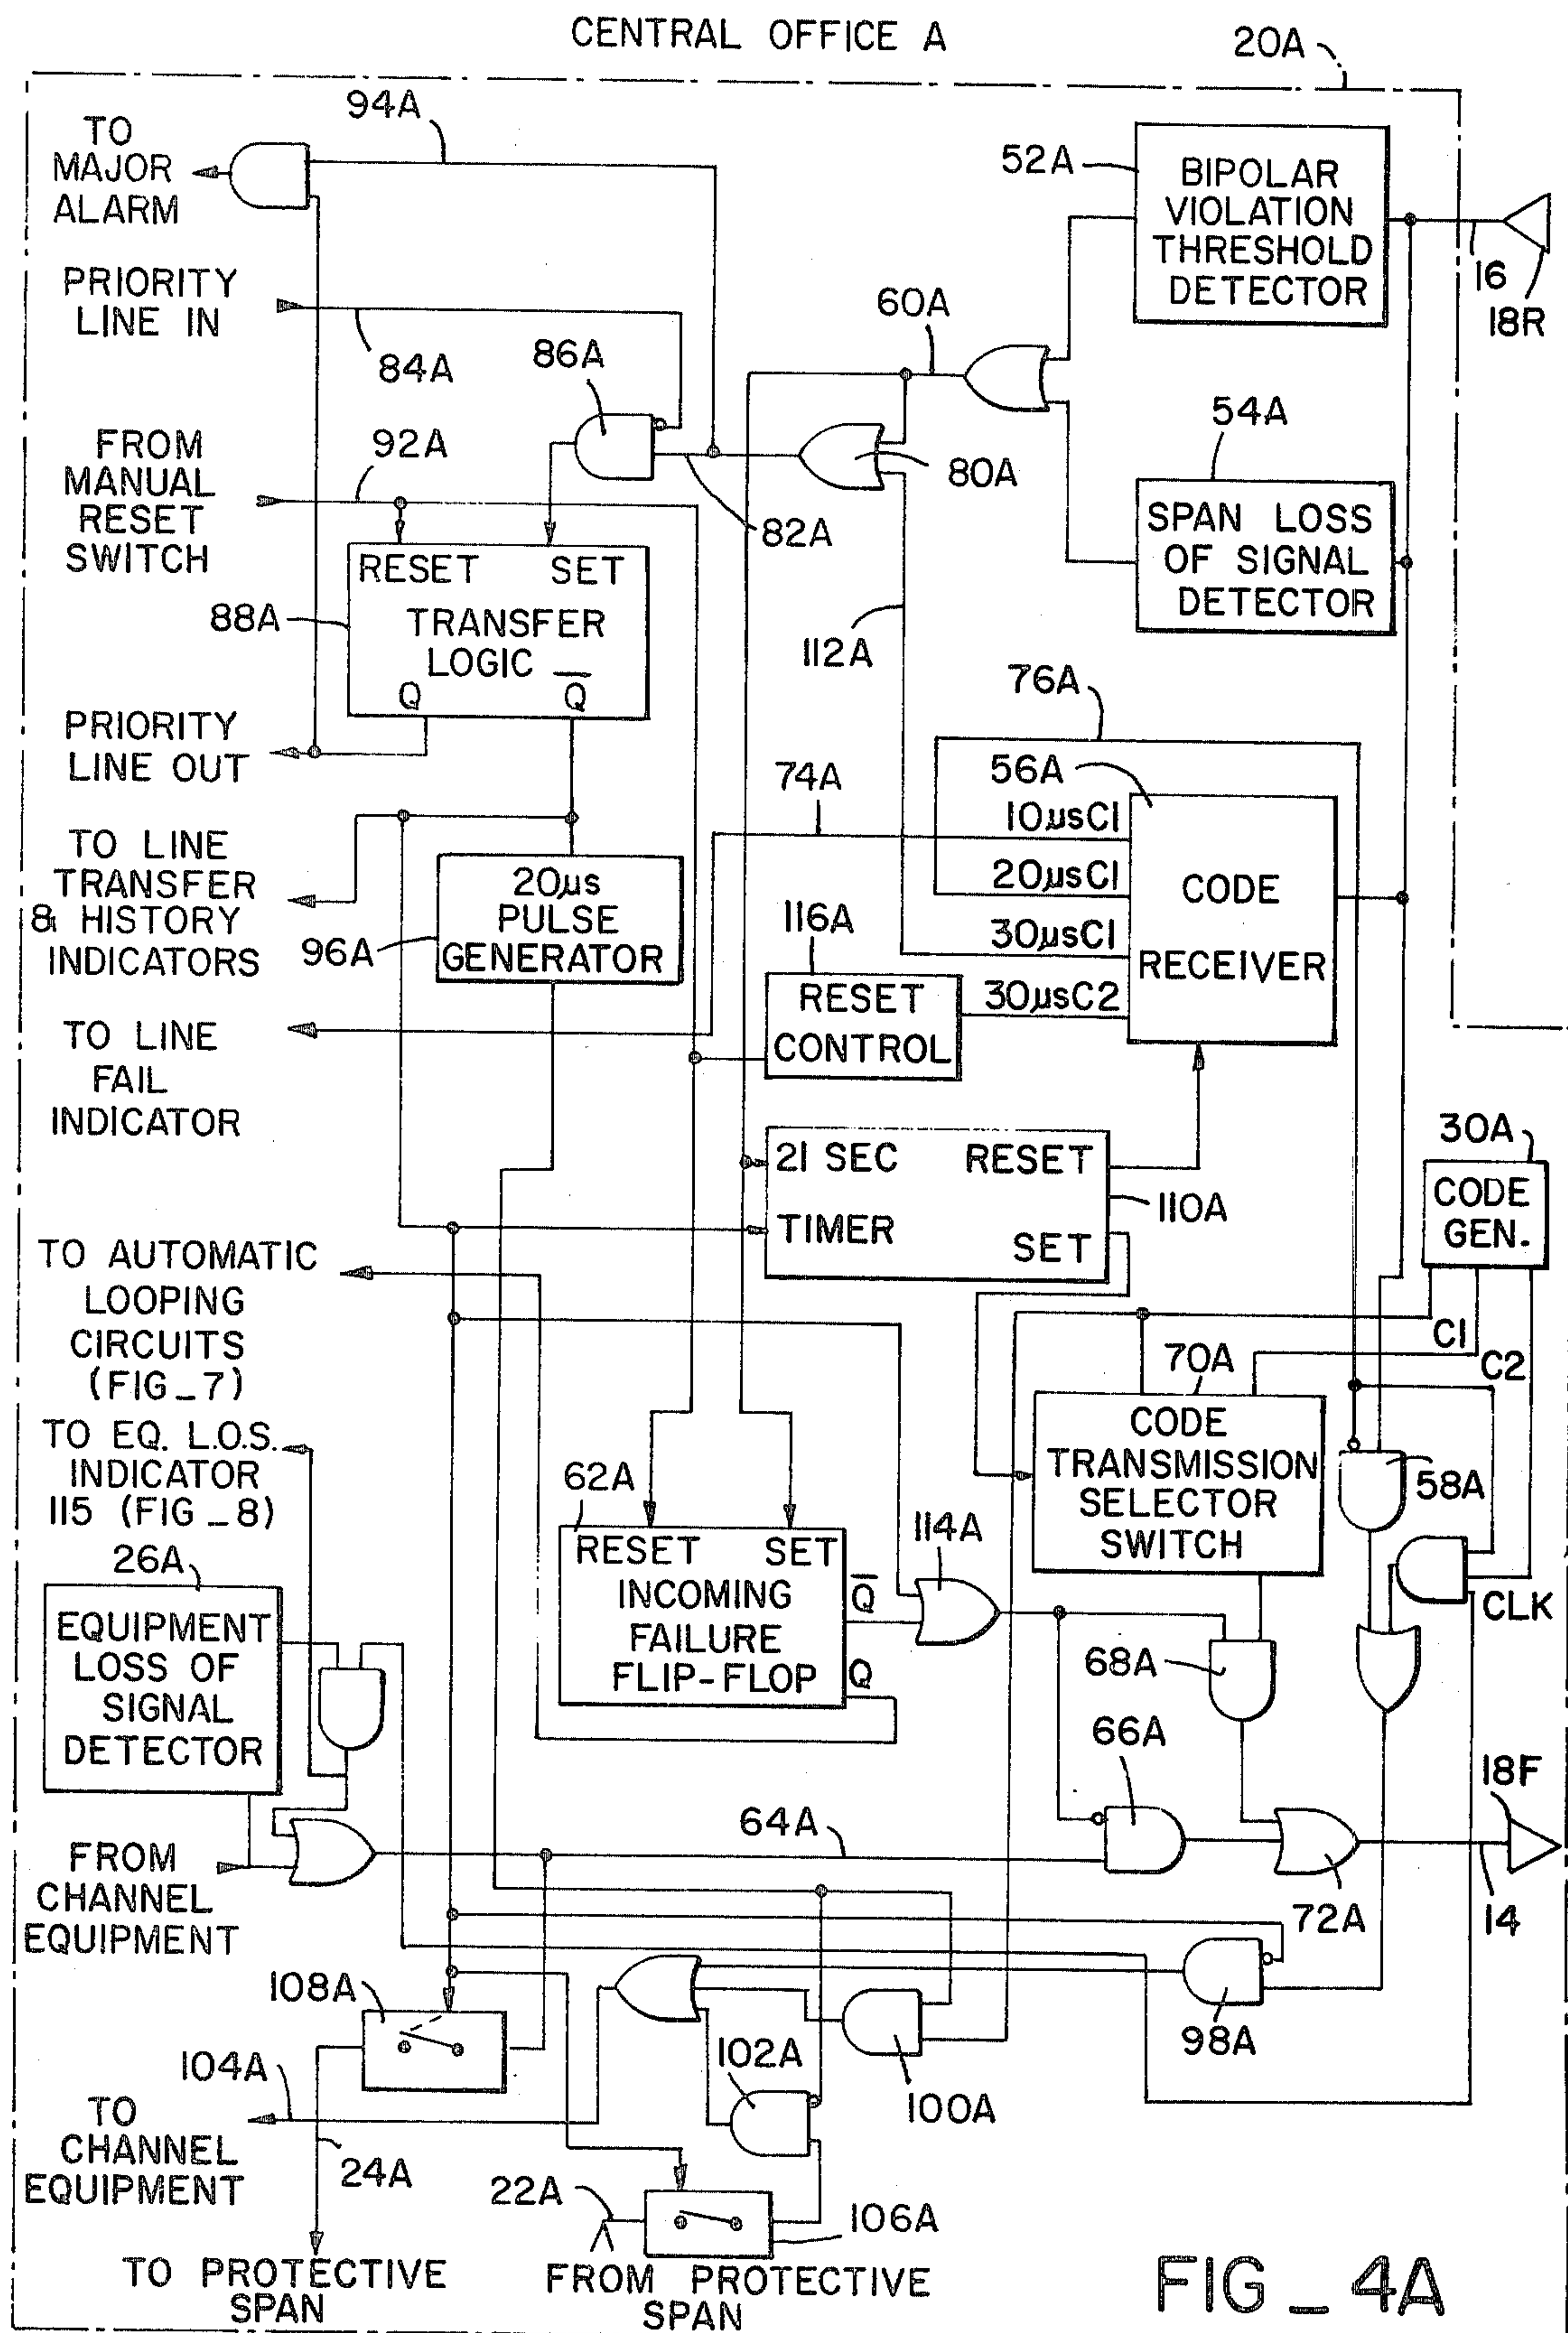 CENTRAL OFFICE A
20A
94A
TO
MAJOR
ALARM
52A
BIPOLAR
VIOLATION
THRESHOLD
DETECTOR
16
18R
PRIORITY
LINE IN
84A
86A
60A
54A
FROM
MANUAL
RESET
SWITCH
92A
80A
82A
SPAN LOSS
OF SIGNAL
DETECTOR
RESET SET
TRANSFER
LOGIC
Q Q
88A
112A
76A
PRIORITY
LINE OUT
74A
56A
10µsC1
20µsC1
30µsC1
30µsC2
CODE
RECEIVER
TO LINE
TRANSFER
& HISTORY
INDICATORS
20µs
PULSE
GENERATOR
96A
116A
RESET
CONTROL
TO LINE
FAIL
INDICATOR
30A
CODE
GEN.
21 SEC RESET
TIMER
SET
110A
TO AUTOMATIC
LOOPING
CIRCUITS
(FIG_7)
C1
C2
70A
CODE
TRANSMISSION
SELECTOR
SWITCH
58A
TO EQ. L.O.S.
INDICATOR
115 (FIG_8)
62A
RESET SET
INCOMING
FAILURE
FLIP-FLOP
Q
Q
114A
CLK
26A
EQUIPMENT
LOSS OF
SIGNAL
DETECTOR
68A
66A
18F
64A
FROM
CHANNEL
EQUIPMENT
72A
14
108A
98A
102A
100A
104A
TO
CHANNEL
EQUIPMENT
24A
22A
106A
TO PROTECTIVE
SPAN
FROM PROTECTIVE
SPAN
FIG_4A